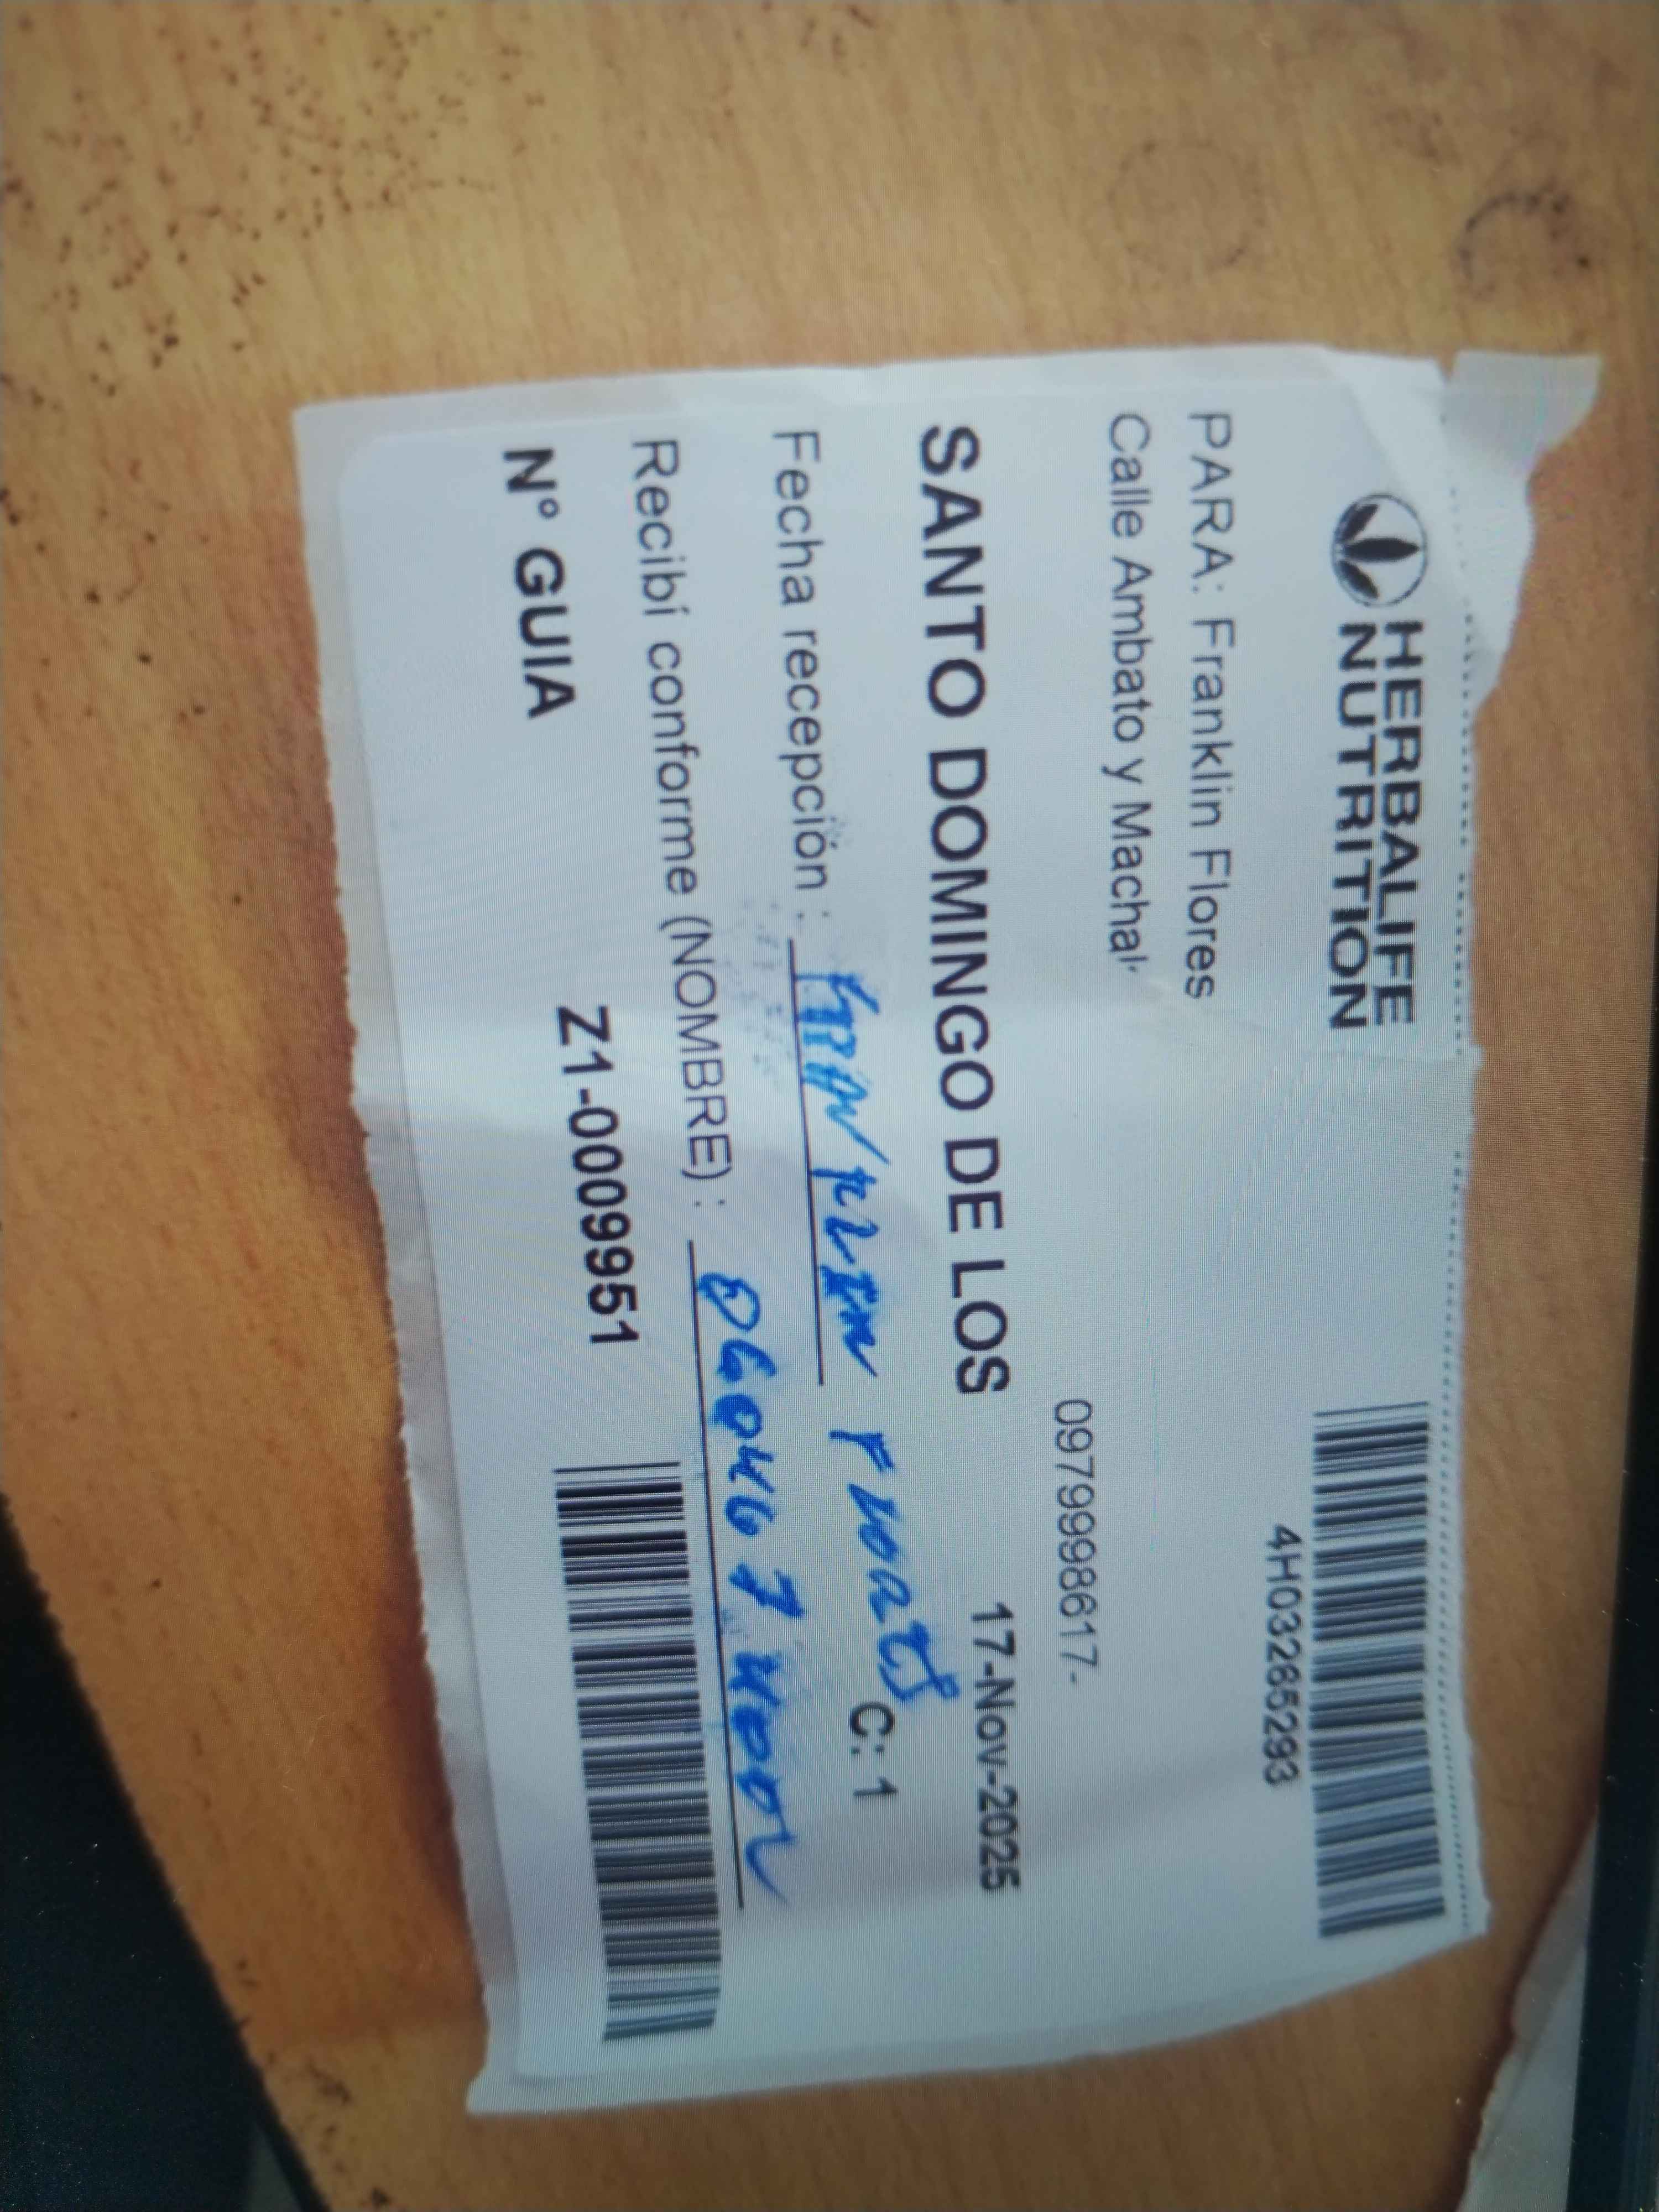 HERBALIFE
NUTRITION
4H03265293
PARA: Franklin Flores
Calle Ambato y Machal
0979998617-
SANTO DOMINGO DE LOS
17-Nov-2025
Fecha recepción :
C: 1
Recibí conforme (NOMBRE) :
N° GUIA Z1-0009951